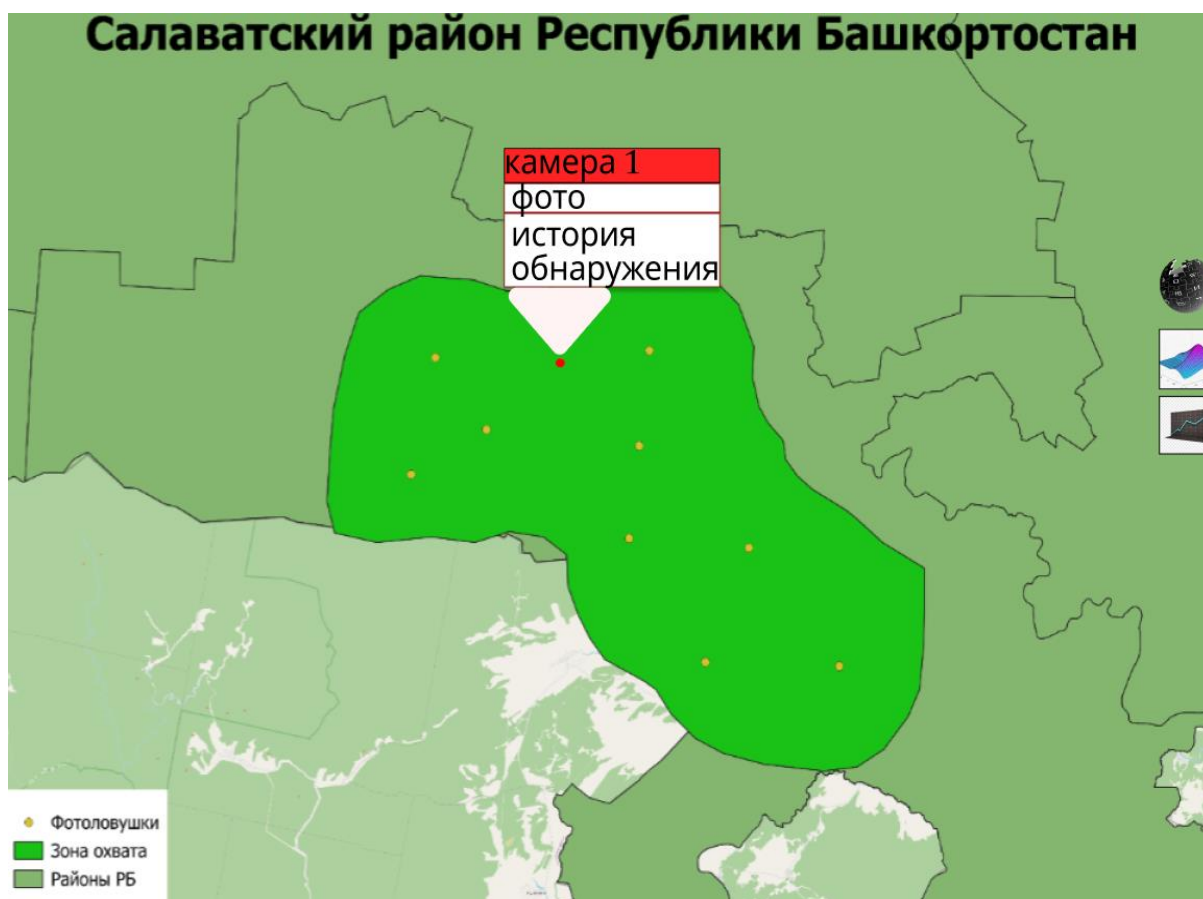 Салаватский район Республики Башкортостан
камера 1
фото
история
обнаружения
Фотоловушки
Зона охвата
Районы РБ